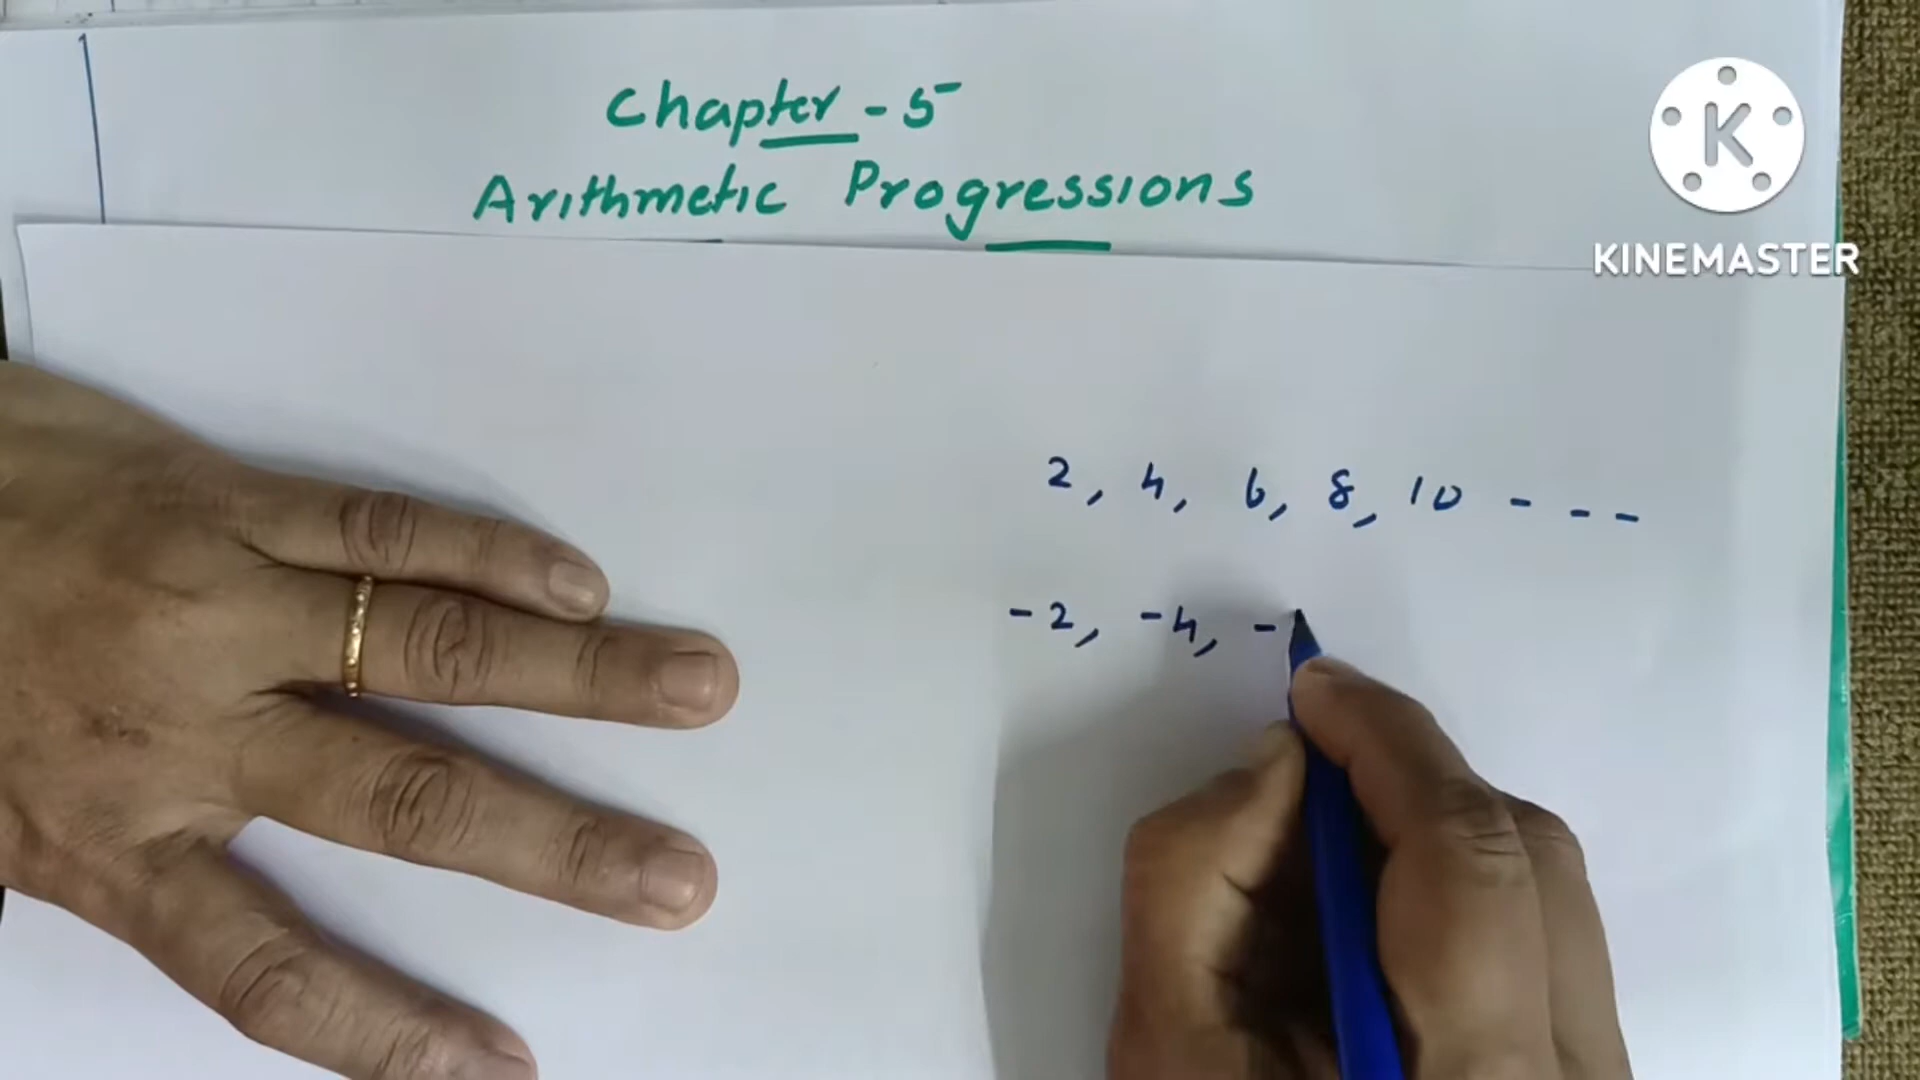 Chapter - 5
Arithmetic Progressions
K
KINEMASTER
2, 4, 6, 8, 10 - - -
-2, -4, -